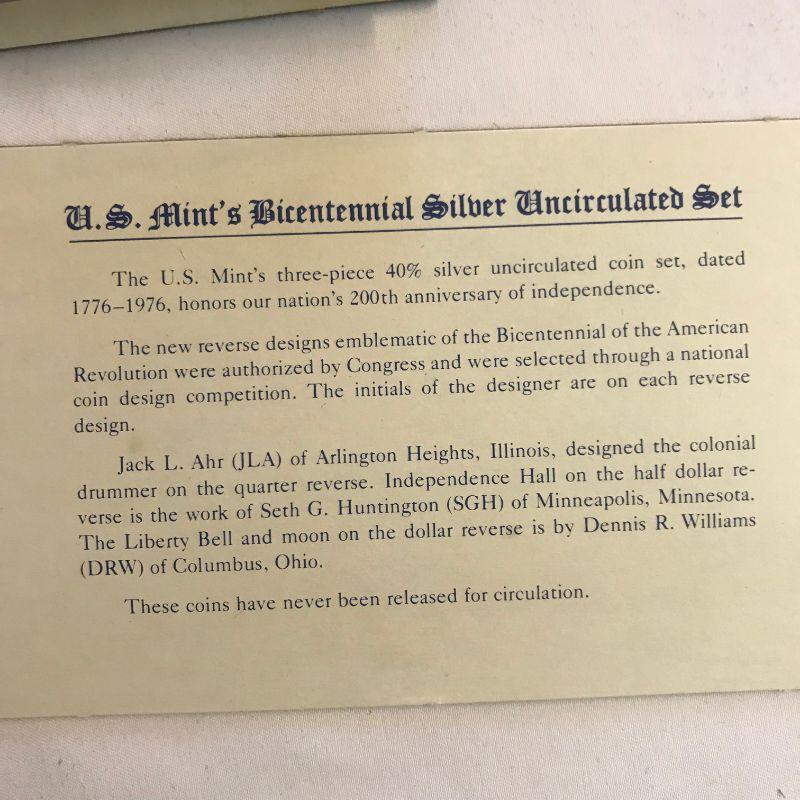 U.S. Mint's Bicentennial Silver Uncirculated Set
The U.S. Mint's three-piece 40% silver uncirculated coin set, dated
1776–1976, honors our nation's 200th anniversary of independence.
The new reverse designs emblematic of the Bicentennial of the American
Revolution were authorized by Congress and were selected through a national
coin design competition. The initials of the designer are on each reverse
design.
Jack L. Ahr (JLA) of Arlington Heights, Illinois, designed the colonial
drummer on the quarter reverse. Independence Hall on the half dollar re-
verse is the work of Seth G. Huntington (SGH) of Minneapolis, Minnesota.
The Liberty Bell and moon on the dollar reverse is by Dennis R. Williams
(DRW) of Columbus, Ohio.
These coins have never been released for circulation.